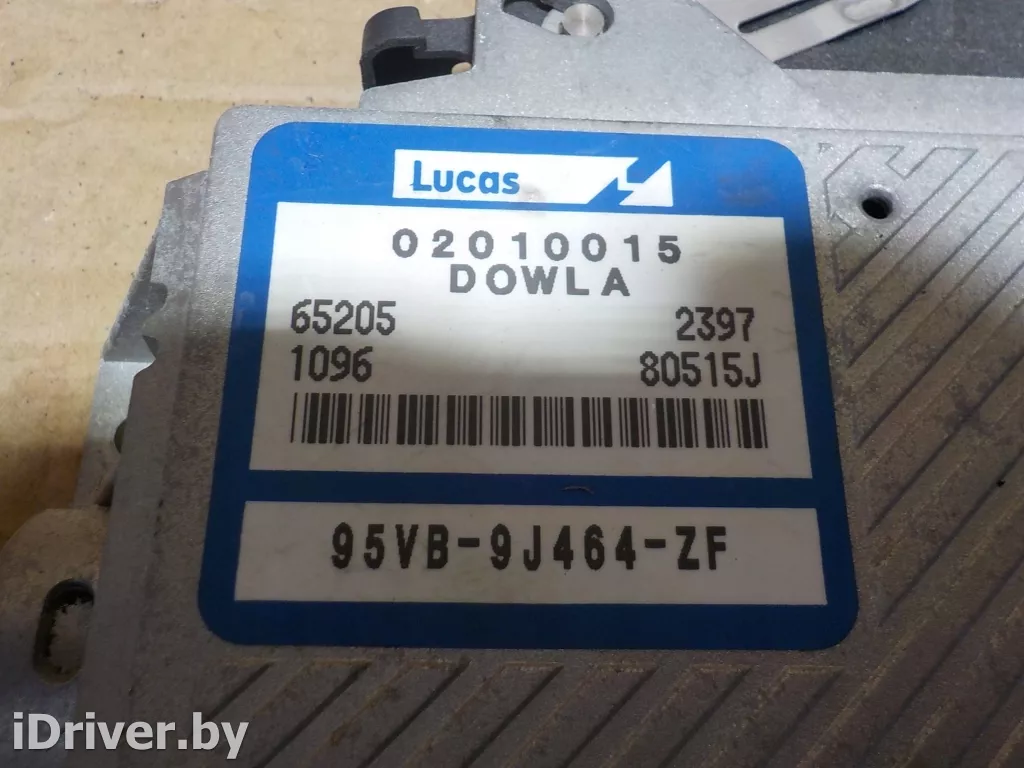 Lucas
02010015
DOWLA
65205 2397
1096 80515J
95VB-9J464-ZF
iDriver.by